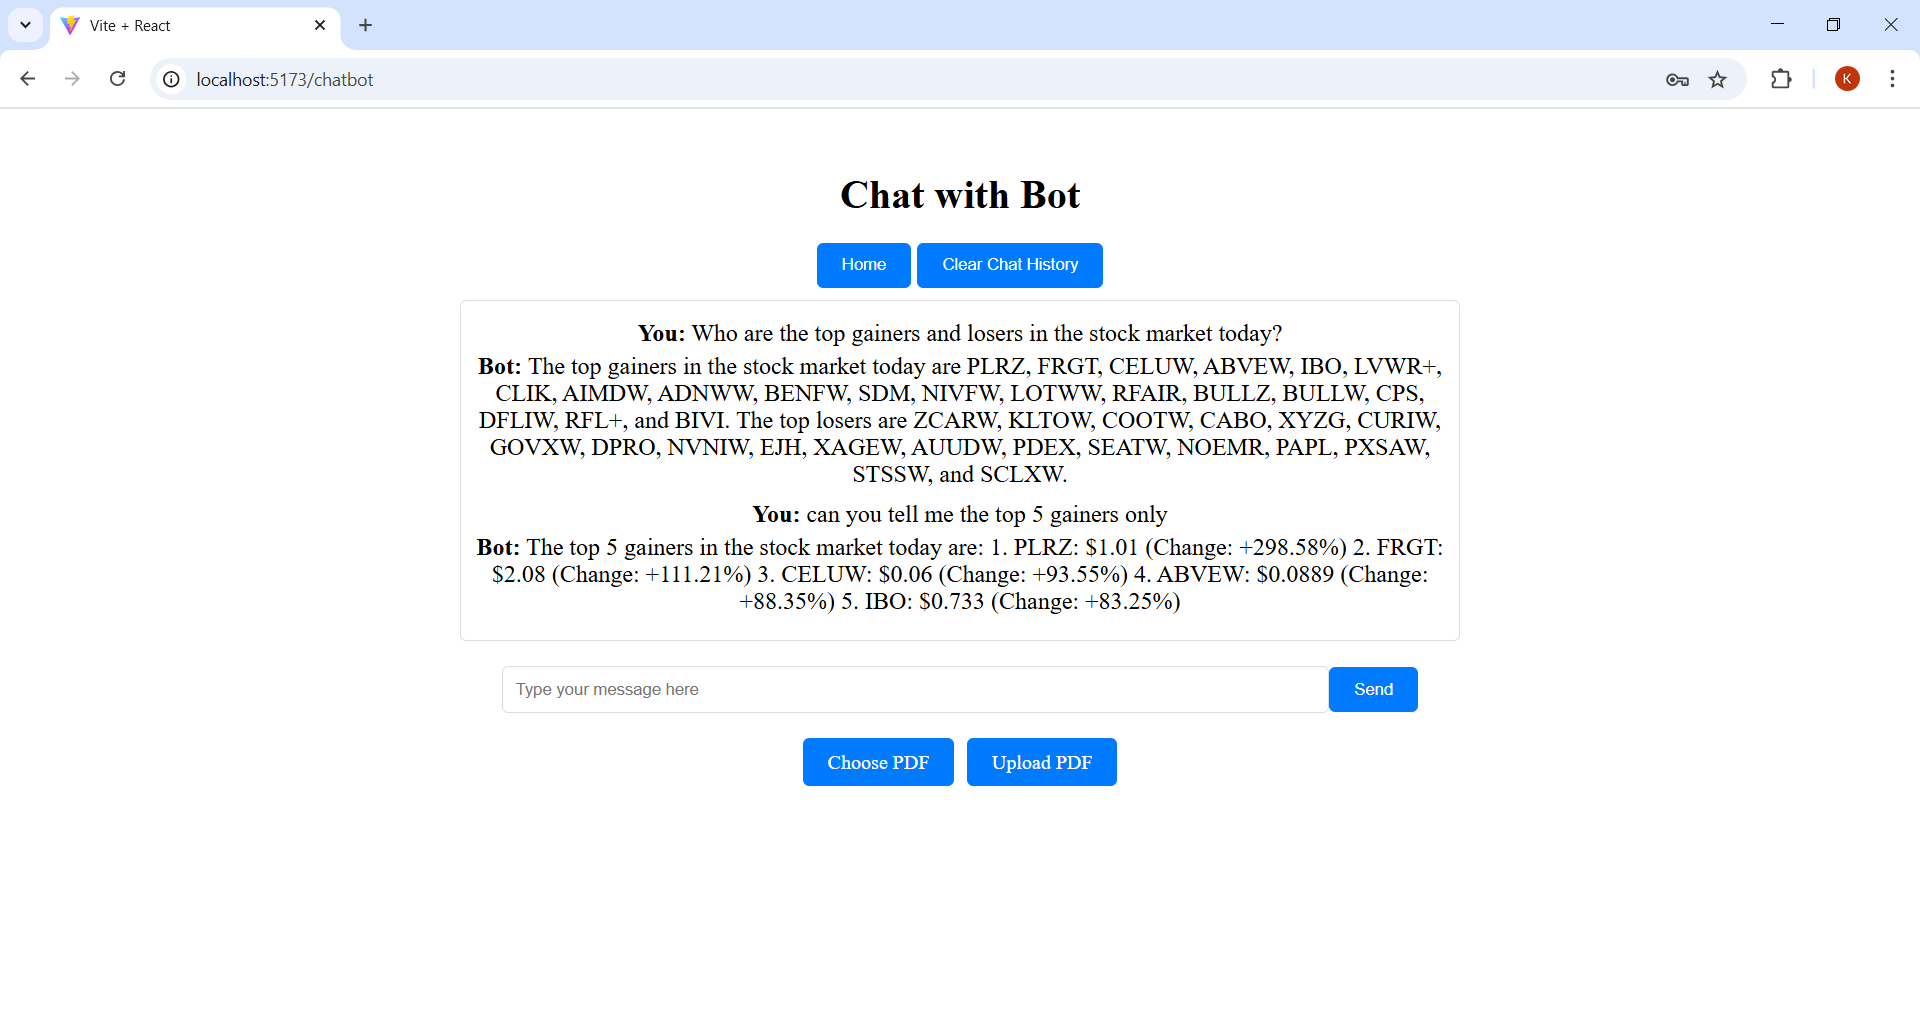 Vite + React
localhost:5173/chatbot
K
Chat with Bot
Home
Clear Chat History
You: Who are the top gainers and losers in the stock market today?
Bot: The top gainers in the stock market today are PLRZ, FRGT, CELUW, ABVEW, IBO, LVWR+,
CLIK, AIMDW, ADNWW, BENFW, SDM, NIVFW, LOTWW, RFAIR, BULLZ, BULLW, CPS,
DFLIW, RFL+, and BIVI. The top losers are ZCARW, KLTOW, COOTW, CABO, XYZG, CURIW,
GOVXW, DPRO, NVNIW, EJH, XAGEW, AUUDW, PDEX, SEATW, NOEMR, PAPL, PXSAW,
STSSW, and SCLXW.
You: can you tell me the top 5 gainers only
Bot: The top 5 gainers in the stock market today are: 1. PLRZ: $1.01 (Change: +298.58%) 2. FRGT:
$2.08 (Change: +111.21%) 3. CELUW: $0.06 (Change: +93.55%) 4. ABVEW: $0.0889 (Change:
+88.35%) 5. IBO: $0.733 (Change: +83.25%)
Type your message here
Send
Choose PDF
Upload PDF